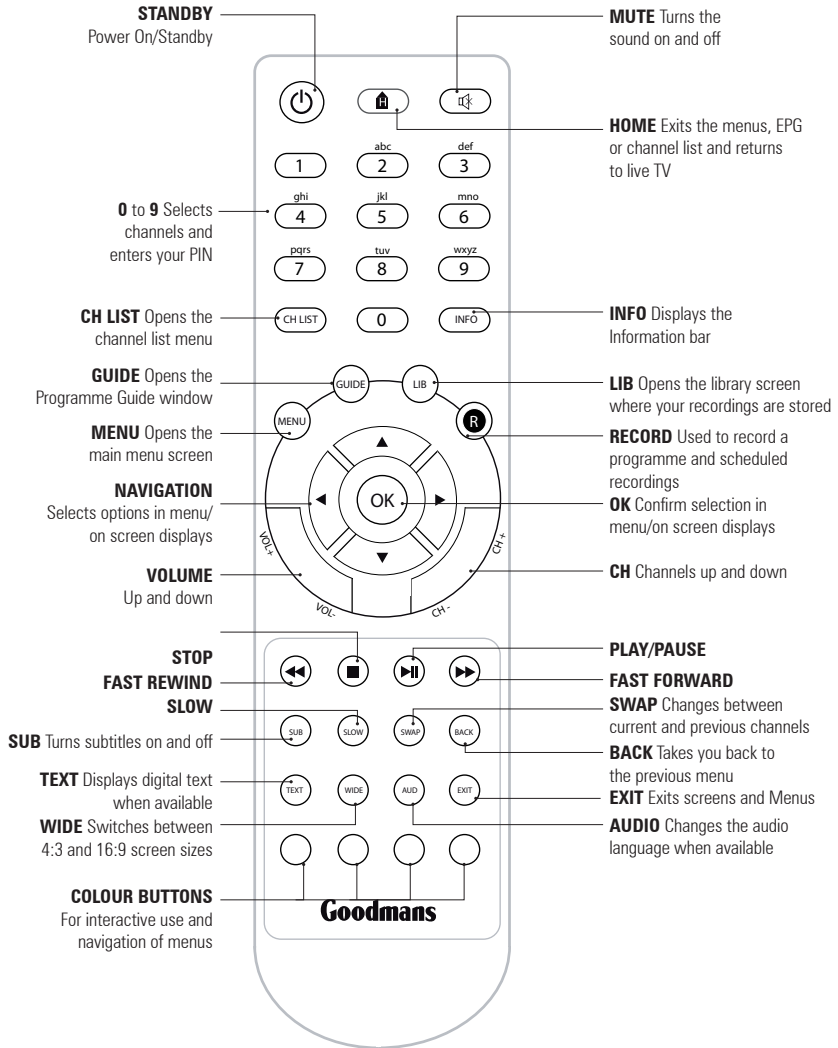 STANDBY
Power On/Standby
MUTE Turns the
sound on and off
HOME Exits the menus, EPG
or channel list and returns
to live TV
H
abc
def
1
2
3
0 to 9 Selects
channels and
enters your PIN
ghi
jkl
mno
4
5
6
pqrs
tuv
wxyz
7
8
9
CH LIST Opens the
channel list menu
CH LIST
0
INFO
INFO Displays the
Information bar
GUIDE Opens the
Programme Guide window
GUIDE
LIB
LIB Opens the library screen
where your recordings are stored
MENU Opens the
main menu screen
MENU
R
RECORD Used to record a
programme and scheduled
recordings
NAVIGATION
Selects options in menu/
on screen displays
OK
OK Confirm selection in
menu/on screen displays
VOL+
CH +
VOLUME
Up and down
CH Channels up and down
VOL-
CH -
STOP
FAST REWIND
SLOW
PLAY/PAUSE
FAST FORWARD
SWAP Changes between
current and previous channels
SUB Turns subtitles on and off
SUB
SLOW
SWAP
BACK
BACK Takes you back to
the previous menu
TEXT Displays digital text
when available
TEXT
WIDE
AUD
EXIT
EXIT Exits screens and Menus
WIDE Switches between
4:3 and 16:9 screen sizes
AUDIO Changes the audio
language when available
COLOUR BUTTONS
For interactive use and
navigation of menus
Goodmans